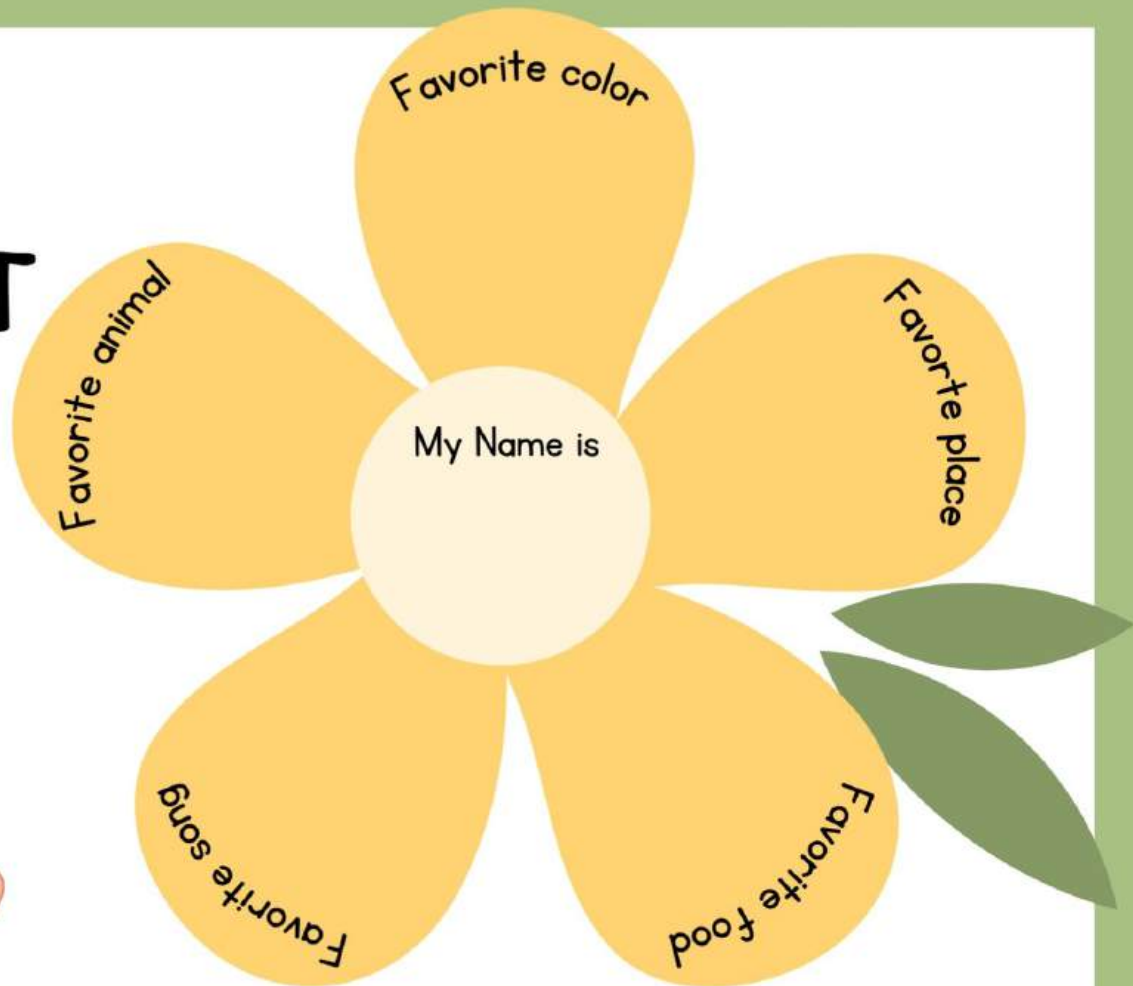 Favorite color
Favorte place
Favorite food
Favorite song
Favorite animal
My Name is